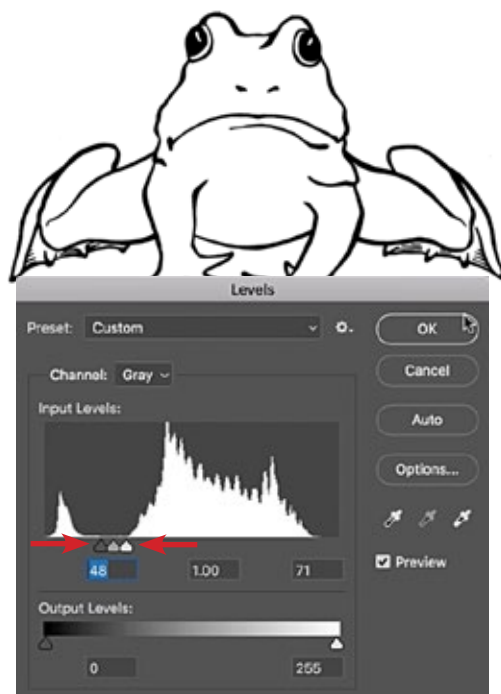 Levels
Preset: Custom
OK
Channel: Gray
Cancel
Input Levels:
Auto
Options...
Preview
48 1.00 71
Output Levels:
0 255